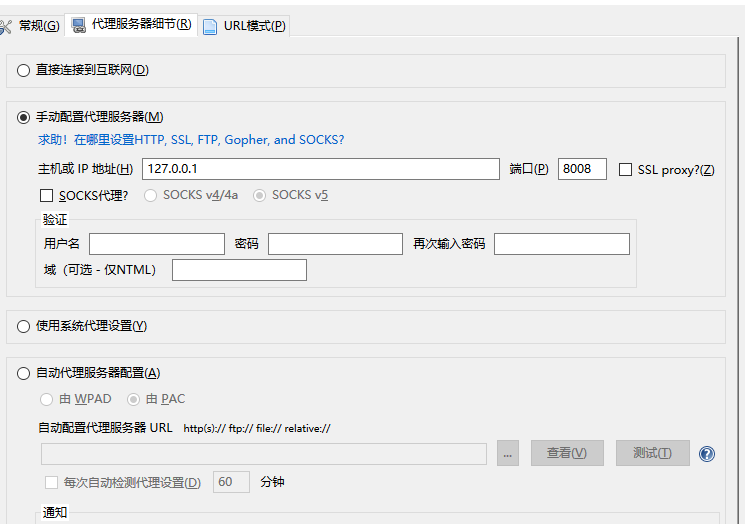 常规(G) 代理服务器细节(R) URL模式(P)
直接连接到互联网(D)
手动配置代理服务器(M)
求助！在哪里设置HTTP, SSL, FTP, Gopher, and SOCKS?
主机或 IP 地址(H) 127.0.0.1 端口(P) 8008 SSL proxy?(Z)
SOCKS代理? SOCKS v4/4a SOCKS v5
验证
用户名 密码 再次输入密码
域（可选 - 仅NTML）
使用系统代理设置(Y)
自动代理服务器配置(A)
由 WPAD 由 PAC
自动配置代理服务器 URL http(s):// ftp:// file:// relative://
... 查看(V) 测试(T) ?
每次自动检测代理设置(D) 60 分钟
通知